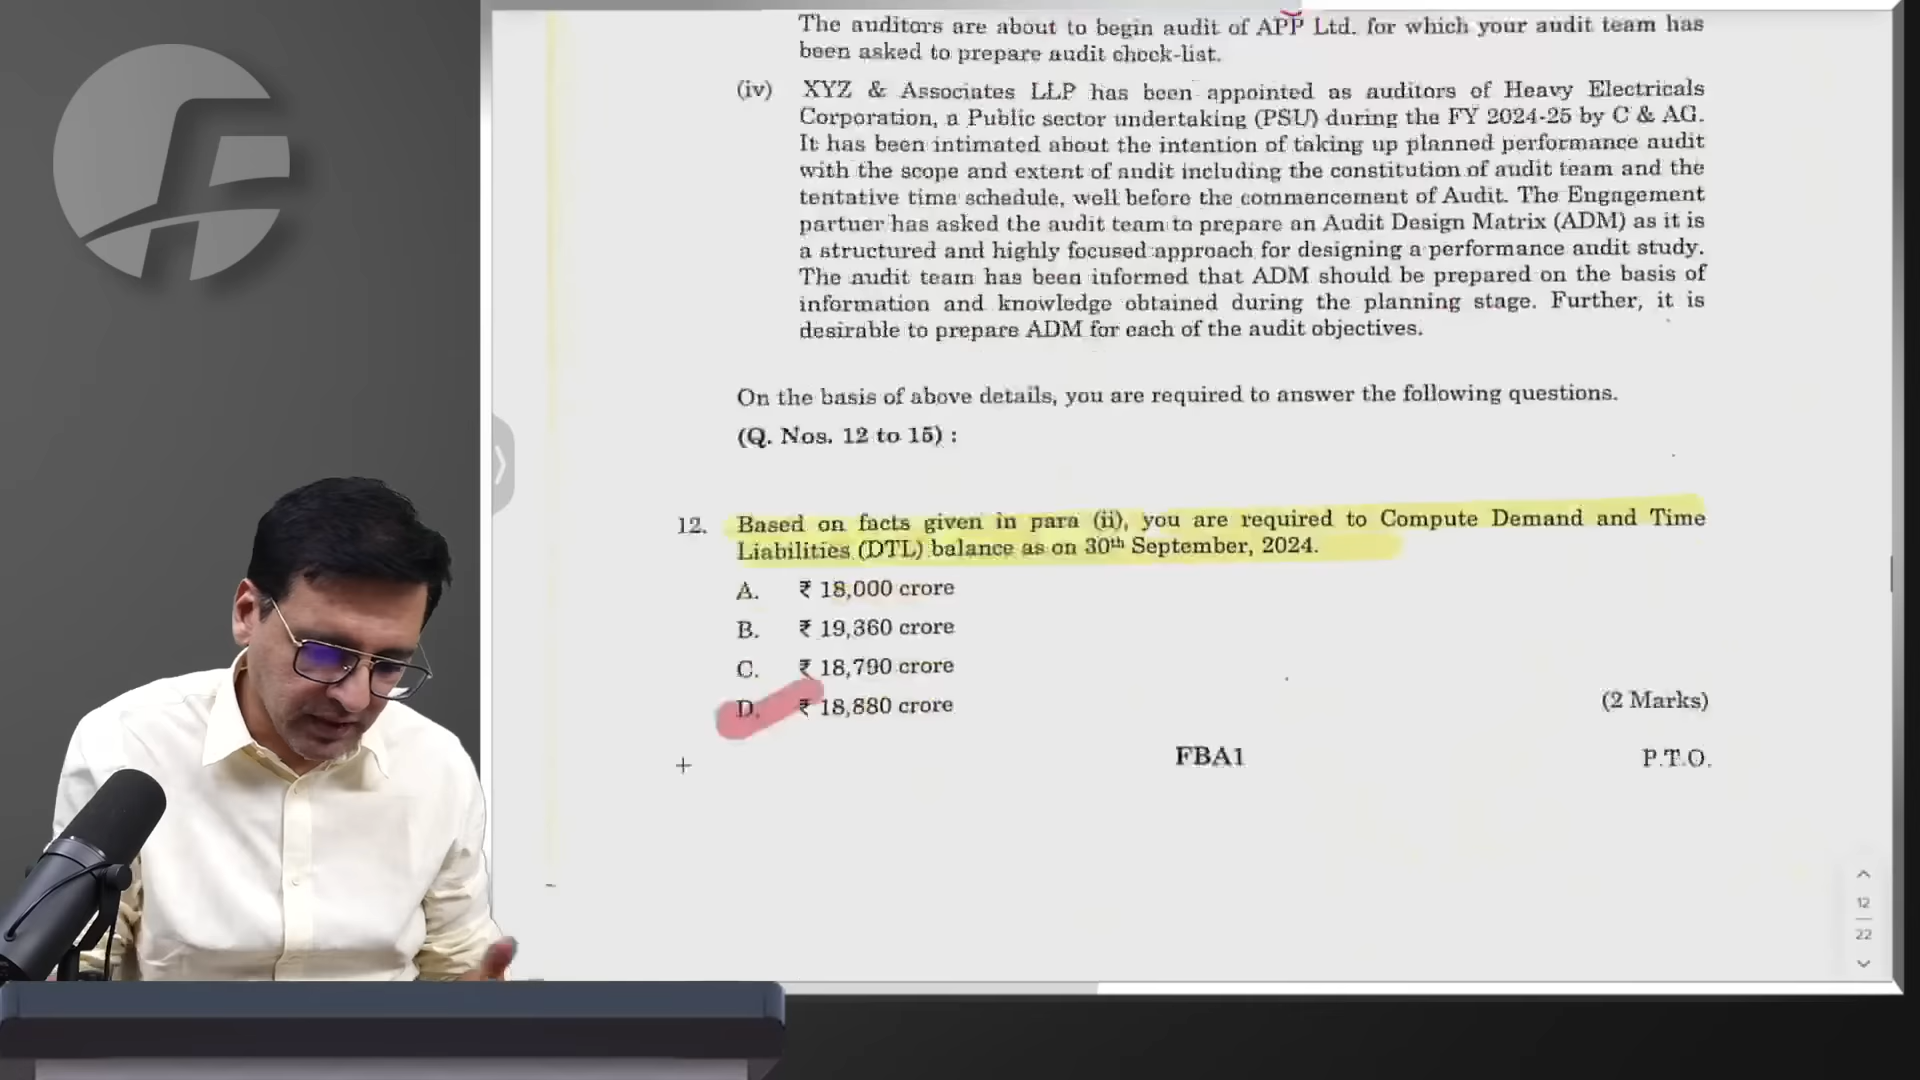 The auditors are about to begin audit of APP Ltd. for which your audit team has
been asked to prepare audit check-list.
(iv) XYZ & Associates LLP has been appointed as auditors of Heavy Electricals
Corporation, a Public sector undertaking (PSU) during the FY 2024-25 by C & AG.
It has been intimated about the intention of taking up planned performance audit
with the scope and extent of audit including the constitution of audit team and the
tentative time schedule, well before the commencement of Audit. The Engagement
partner has asked the audit team to prepare an Audit Design Matrix (ADM) as it is
a structured and highly focused approach for designing a performance audit study.
The audit team has been informed that ADM should be prepared on the basis of
information and knowledge obtained during the planning stage. Further, it is
desirable to prepare ADM for each of the audit objectives.
On the basis of above details, you are required to answer the following questions.
(Q. Nos. 12 to 15) :
12. Based on facts given in para (ii), you are required to Compute Demand and Time
Liabilities (DTL) balance as on 30th September, 2024.
A. ₹ 18,000 crore
B. ₹ 19,360 crore
C. ₹ 18,790 crore
D. ₹ 18,880 crore
(2 Marks)
FBA1
P.T.O.
12
22